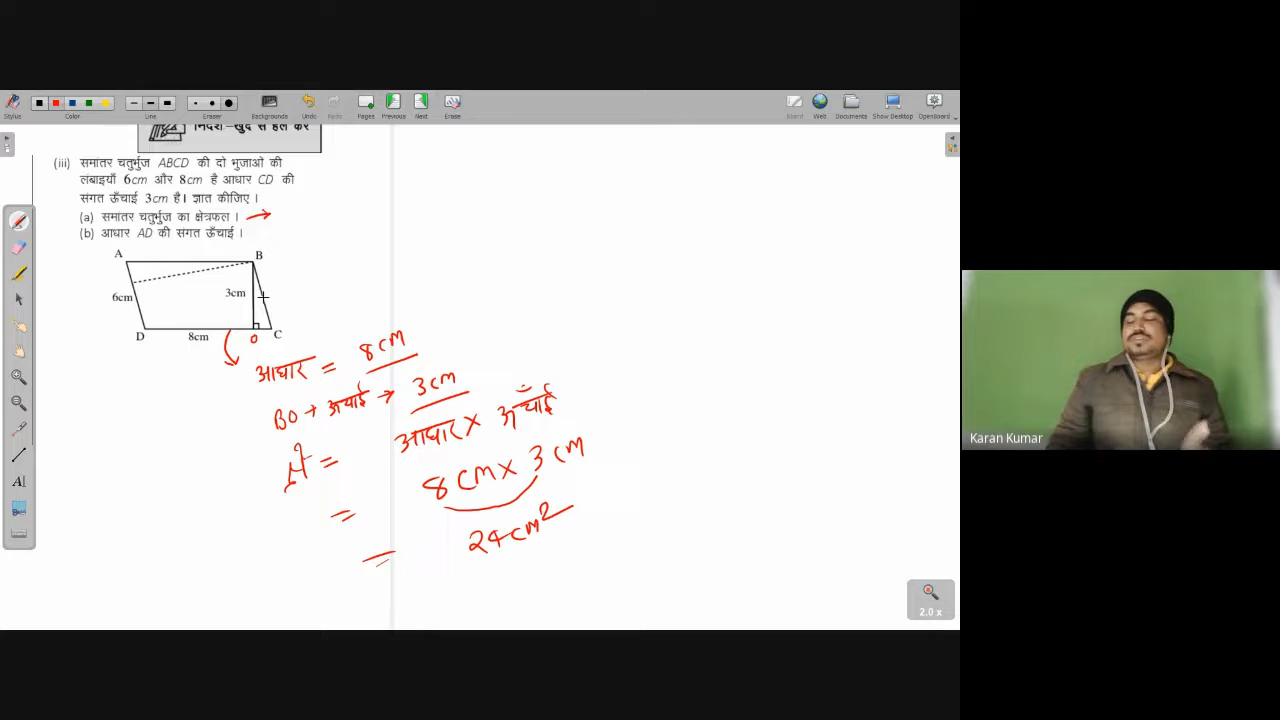 Stylus
Color
Line
Eraser
Background
Undo
Redo
Pages
Previous
Next
Erase
Board
Web
Documents
Show Desktop
OpenBoard
निर्देश–खुद से हल करें
(iii) समांतर चतुर्भुज ABCD की दो भुजाओं की
लंबाइयाँ 6cm और 8cm है आधार CD की
संगत ऊँचाई 3cm है। ज्ञात कीजिए।
(a) समांतर चतुर्भुज का क्षेत्रफल।
(b) आधार AD की संगत ऊँचाई।
A
B
6cm
3cm
D
8cm
O
C
आधार = 8cm
BO → ऊचाई → 3cm
आधार × ऊँचाई
=
= 8cm × 3cm
= 24cm²
Karan Kumar
2.0 x